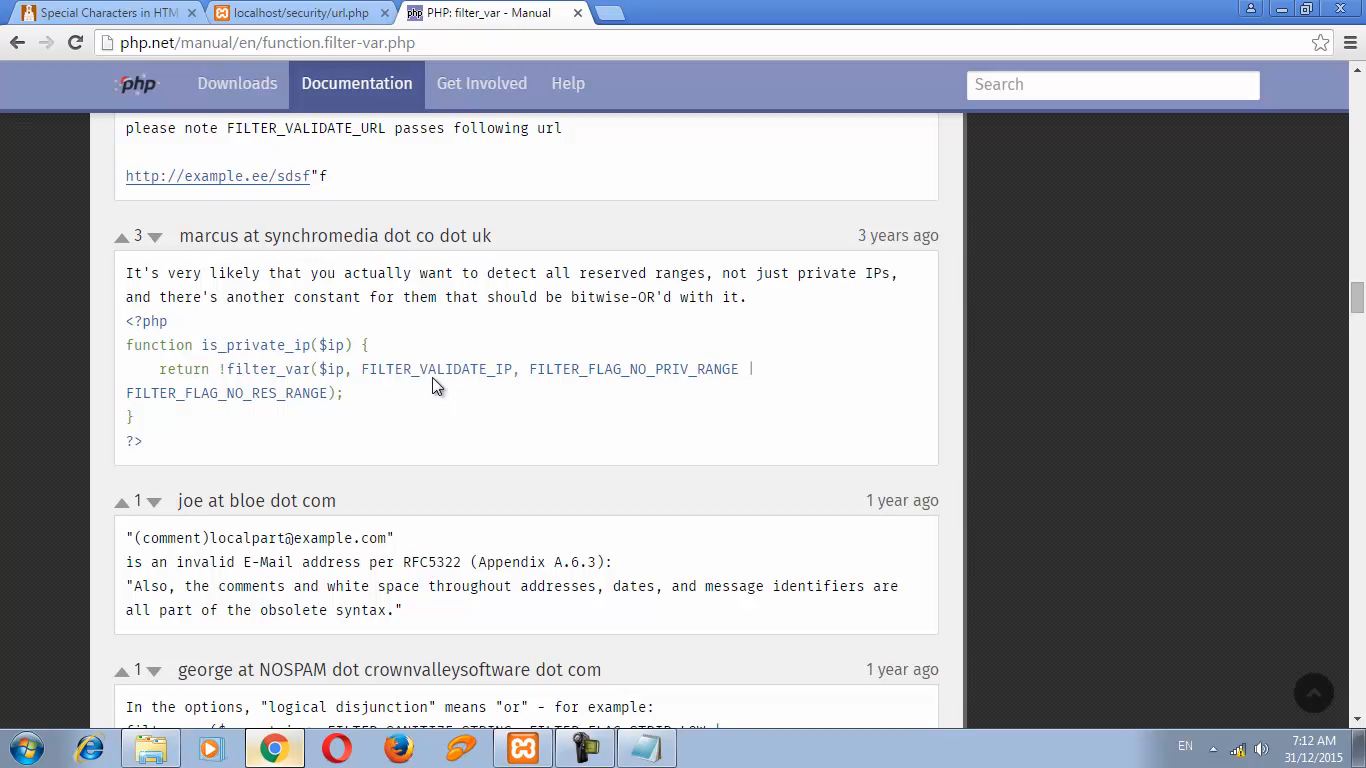 Special Characters in HTM
localhost/security/url.php
php PHP: filter_var - Manual
php.net/manual/en/function.filter-var.php
php Downloads Documentation Get Involved Help Search
please note FILTER_VALIDATE_URL passes following url
http://example.ee/sdsf"f
3 marcus at synchromedia dot co dot uk 3 years ago
It's very likely that you actually want to detect all reserved ranges, not just private IPs,
and there's another constant for them that should be bitwise-OR'd with it.
<?php
function is_private_ip($ip) {
return !filter_var($ip, FILTER_VALIDATE_IP, FILTER_FLAG_NO_PRIV_RANGE |
FILTER_FLAG_NO_RES_RANGE);
}
?>
1 joe at bloe dot com 1 year ago
"(comment)localpart@example.com"
is an invalid E-Mail address per RFC5322 (Appendix A.6.3):
"Also, the comments and white space throughout addresses, dates, and message identifiers are
all part of the obsolete syntax."
1 george at NOSPAM dot crownvalleysoftware dot com 1 year ago
In the options, "logical disjunction" means "or" - for example:
EN
7:12 AM
31/12/2015